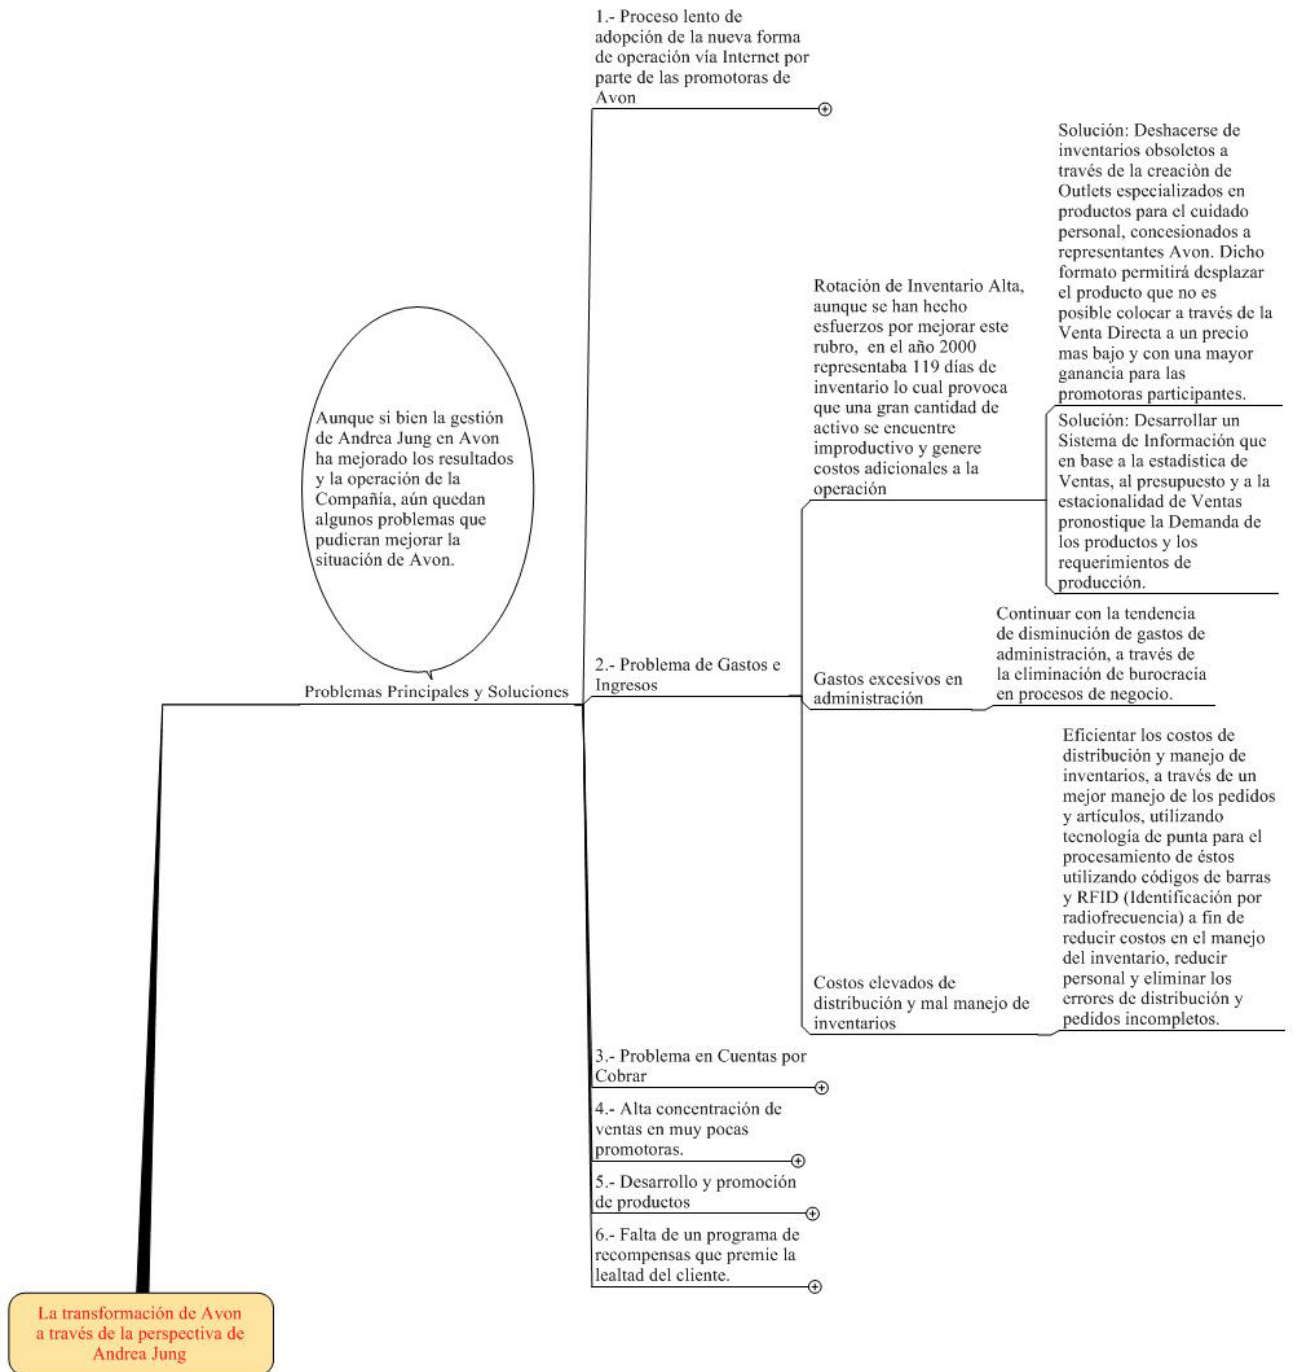 1.- Proceso lento de
adopción de la nueva forma
de operación vía Internet por
parte de las promotoras de
Avon
Solución: Deshacerse de
inventarios obsoletos a
través de la creaciòn de
Outlets especializados en
productos para el cuidado
personal, concesionados a
representantes Avon. Dicho
formato permitirá desplazar
el producto que no es
posible colocar a través de la
Venta Directa a un precio
mas bajo y con una mayor
ganancia para las
promotoras participantes.
Rotación de Inventario Alta,
aunque se han hecho
esfuerzos por mejorar este
rubro, en el año 2000
representaba 119 días de
inventario lo cual provoca
que una gran cantidad de
activo se encuentre
improductivo y genere
costos adicionales a la
operación
Solución: Desarrollar un
Sistema de Información que
en base a la estadística de
Ventas, al presupuesto y a la
estacionalidad de Ventas
pronostique la Demanda de
los productos y los
requerimientos de
producción.
Aunque si bien la gestión
de Andrea Jung en Avon
ha mejorado los resultados
y la operación de la
Compañía, aún quedan
algunos problemas que
pudieran mejorar la
situación de Avon.
Problemas Principales y Soluciones
2.- Problema de Gastos e
Ingresos
Gastos excesivos en
administración
Continuar con la tendencia
de disminución de gastos de
administración, a través de
la eliminación de burocracia
en procesos de negocio.
Costos elevados de
distribución y mal manejo de
inventarios
Eficientar los costos de
distribución y manejo de
inventarios, a través de un
mejor manejo de los pedidos
y artículos, utilizando
tecnología de punta para el
procesamiento de éstos
utilizando códigos de barras
y RFID (Identificación por
radiofrecuencia) a fin de
reducir costos en el manejo
del inventario, reducir
personal y eliminar los
errores de distribución y
pedidos incompletos.
3.- Problema en Cuentas por
Cobrar
4.- Alta concentración de
ventas en muy pocas
promotoras.
5.- Desarrollo y promoción
de productos
6.- Falta de un programa de
recompensas que premie la
lealtad del cliente.
La transformación de Avon
a través de la perspectiva de
Andrea Jung